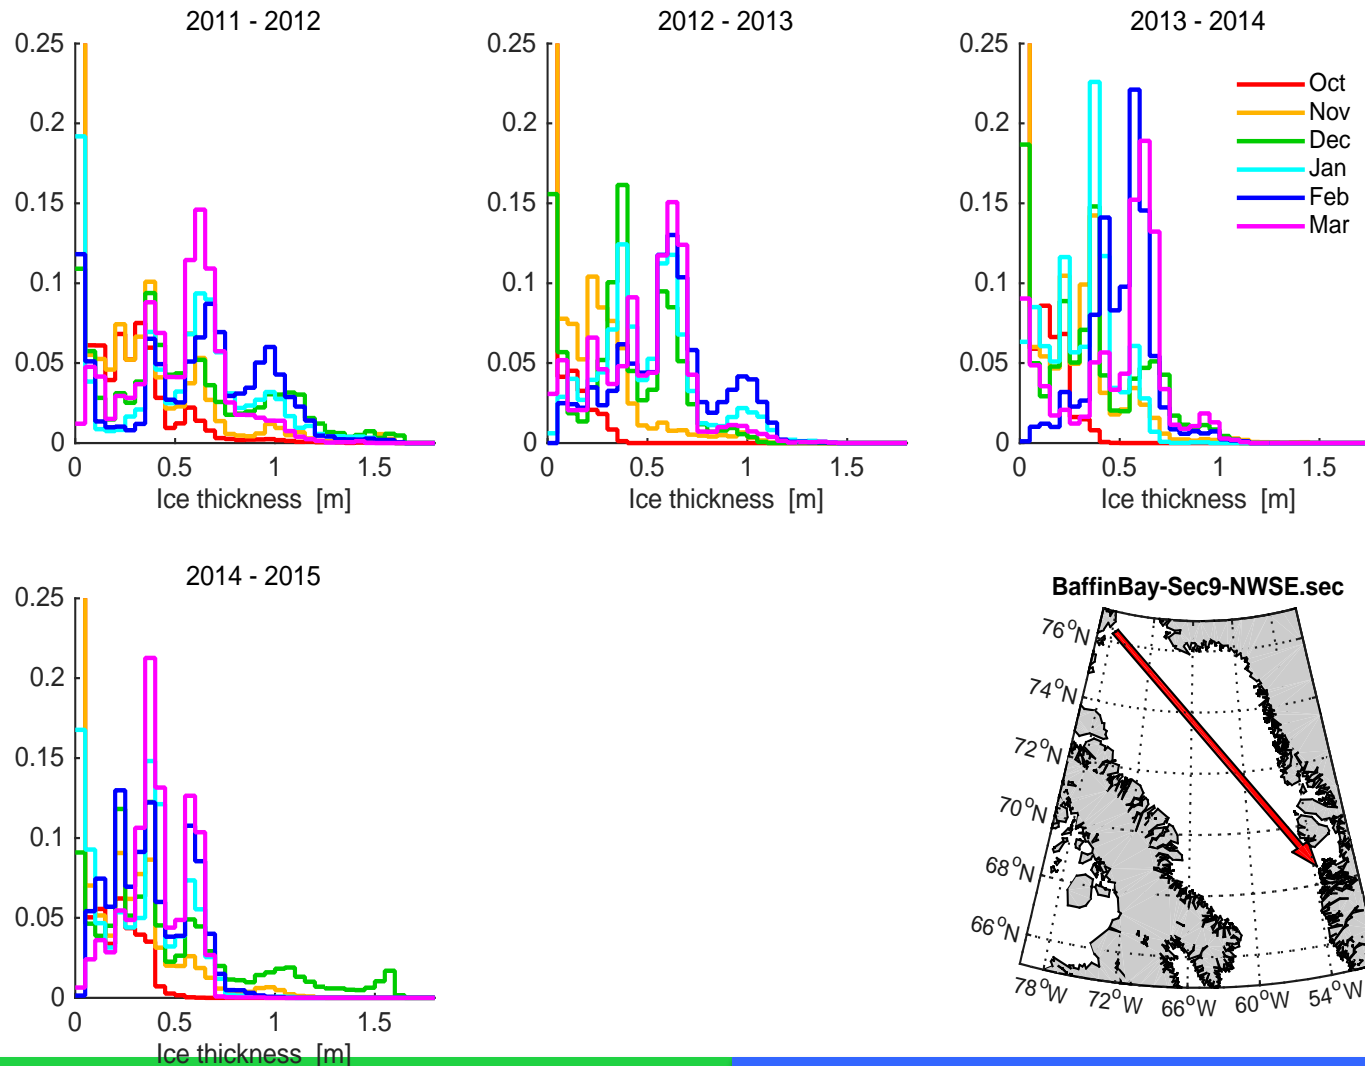 2011 - 2012
0.25
0.2
0.15
0.1
0.05
0
0 0.5 1 1.5
Ice thickness [m]
2012 - 2013
0.25
0.2
0.15
0.1
0.05
0
0 0.5 1 1.5
Ice thickness [m]
2013 - 2014
0.25
0.2
0.15
0.1
0.05
0
0 0.5 1 1.5
Ice thickness [m]
Oct
Nov
Dec
Jan
Feb
Mar
2014 - 2015
0.25
0.2
0.15
0.1
0.05
0
0 0.5 1 1.5
Ice thickness [m]
BaffinBay-Sec9-NWSE.sec
76°N
74°N
72°N
70°N
68°N
66°N
78°W 72°W 66°W 60°W 54°W